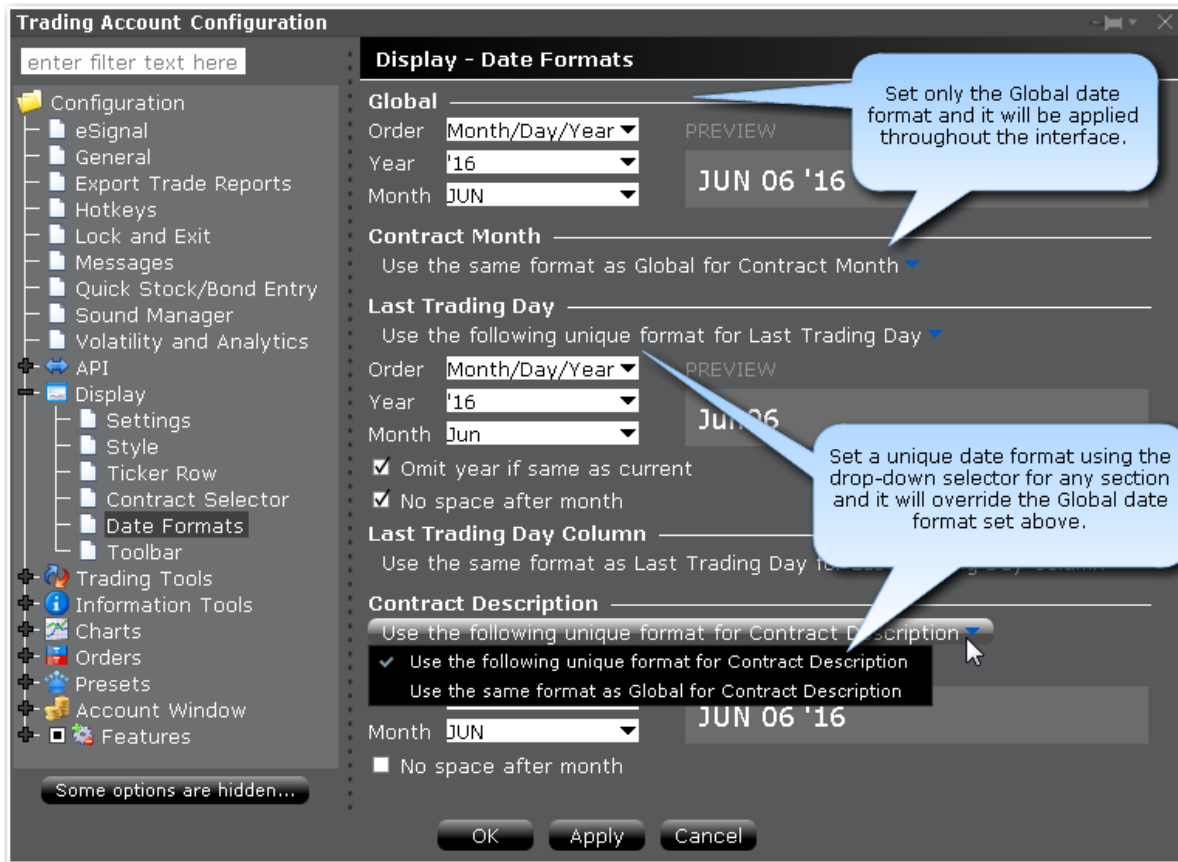 Trading Account Configuration
enter filter text here
Configuration
eSignal
General
Export Trade Reports
Hotkeys
Lock and Exit
Messages
Quick Stock/Bond Entry
Sound Manager
Volatility and Analytics
API
Display
Settings
Style
Ticker Row
Contract Selector
Date Formats
Toolbar
Trading Tools
Information Tools
Charts
Orders
Presets
Account Window
Features
Some options are hidden...
Display - Date Formats
Global
Order Month/Day/Year PREVIEW
Year '16
JUN 06 '16
Month JUN
Set only the Global date
format and it will be applied
throughout the interface.
Contract Month
Use the same format as Global for Contract Month
Last Trading Day
Use the following unique format for Last Trading Day
Order Month/Day/Year PREVIEW
Year '16
Jun06
Month Jun
Omit year if same as current
No space after month
Set a unique date format using the
drop-down selector for any section
and it will override the Global date
format set above.
Last Trading Day Column
Use the same format as Last Trading Day
Contract Description
Use the following unique format for Contract Description
Use the following unique format for Contract Description
Use the same format as Global for Contract Description
JUN 06 '16
Month JUN
No space after month
OK Apply Cancel